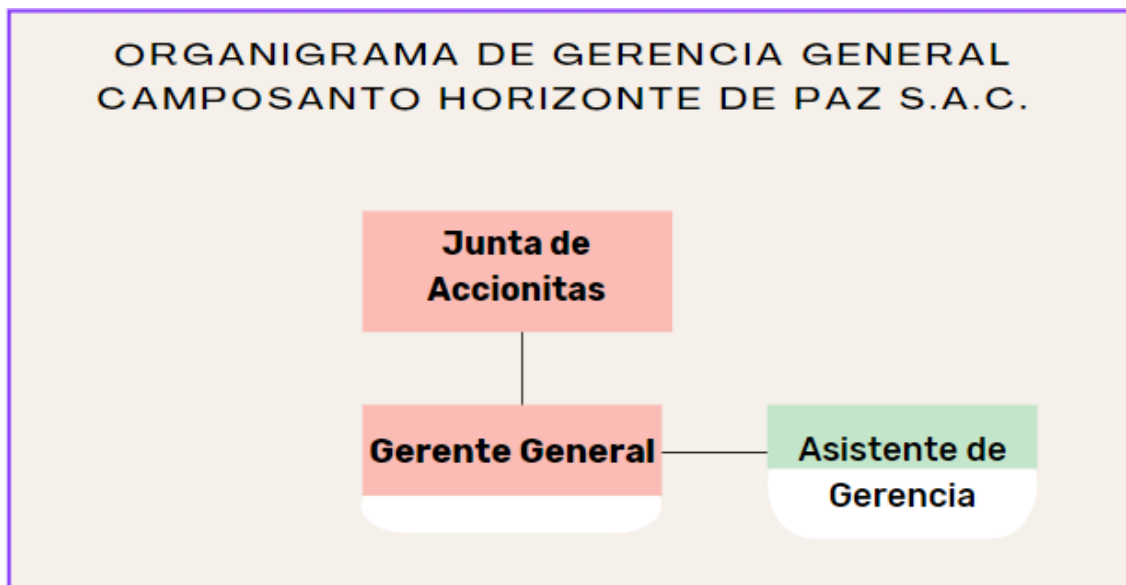 ORGANIGRAMA DE GERENCIA GENERAL
CAMPOSANTO HORIZONTE DE PAZ S.A.C.
Junta de
Accionitas
Gerente General
Asistente de
Gerencia